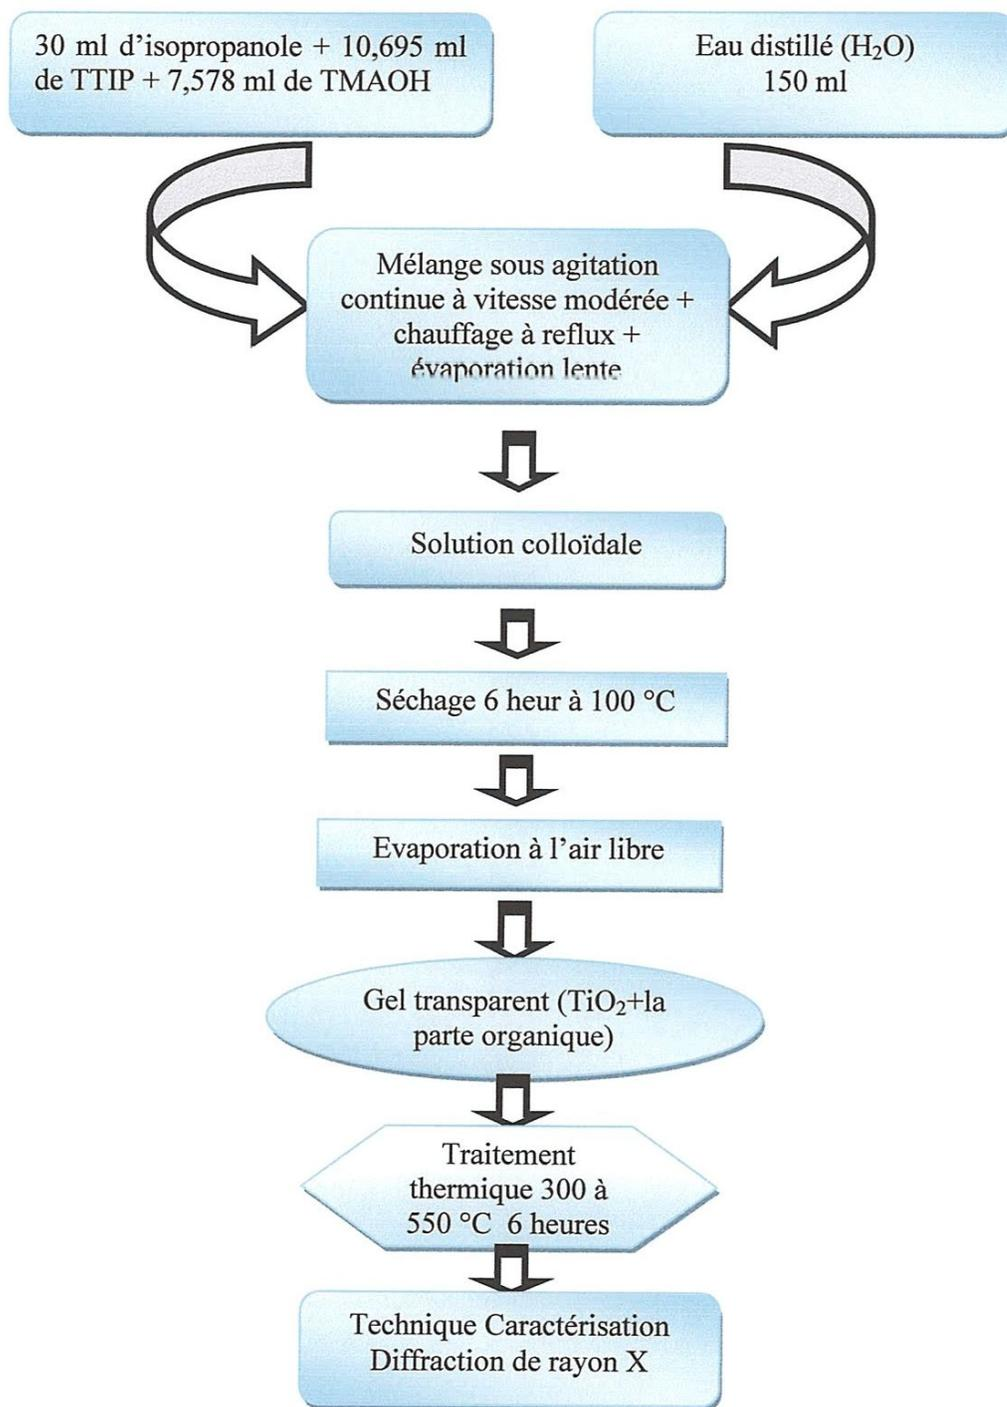 30 ml d'isopropanole + 10,695 ml
de TTIP + 7,578 ml de TMAOH
Eau distillé (H₂O)
150 ml
Mélange sous agitation
continue à vitesse modérée +
chauffage à reflux +
évaporation lente
Solution colloïdale
Séchage 6 heur à 100 °C
Evaporation à l'air libre
Gel transparent (TiO₂+la
parte organique)
Traitement
thermique 300 à
550 °C 6 heures
Technique Caractérisation
Diffraction de rayon X